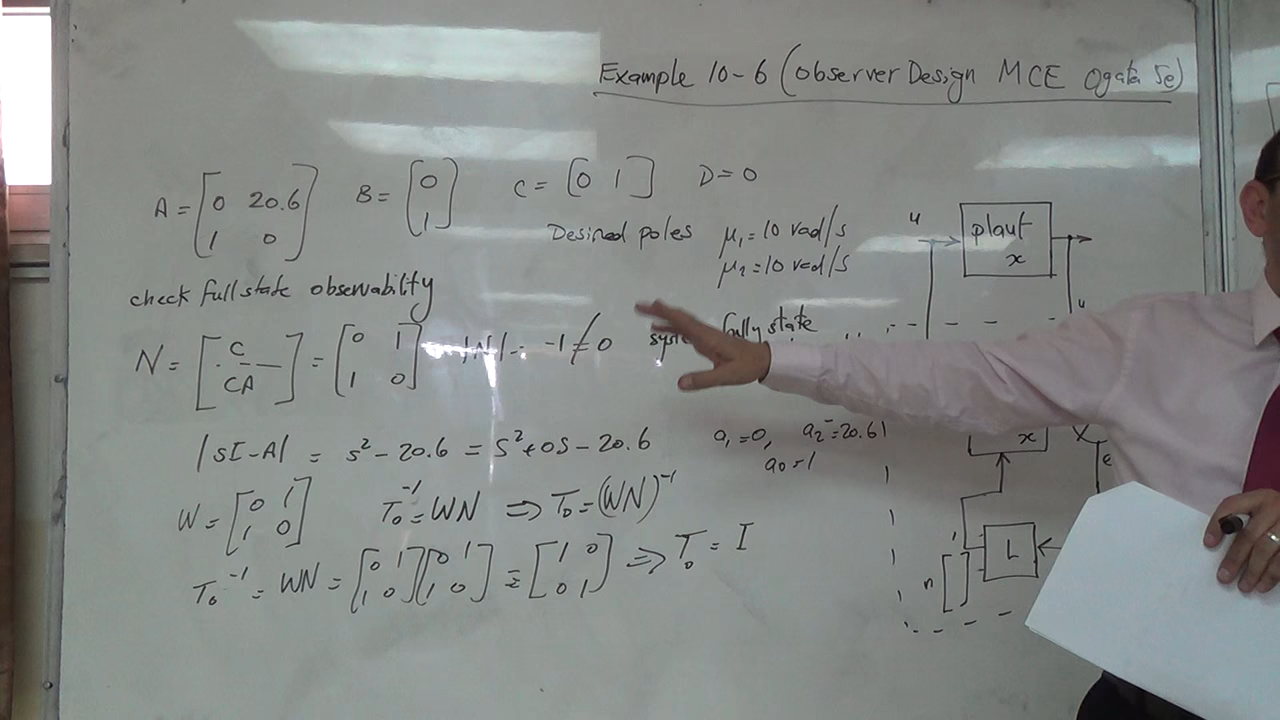 Example 10-6 (Observer Design MCE Ogata 5e)
A = [0 20.6
1 0] B = [0
1] C = [0 1] D = 0
Desired poles μ₁ = 10 rad/s
μ₂ = 10 rad/s
check full state observability
N = [C
CA] = [0 1
1 0] |N| = -1 ≠ 0 fully state
|sI-A| = s² - 20.6 = s² + 0s - 20.6 a₁ = 0,
a₀ = 1
W = [0 1
1 0] T₀⁻¹ = WN ⇒ T₀ = (WN)⁻¹
T₀⁻¹ = WN = [0 1
1 0] [0 1
1 0] = [1 0
0 1] ⇒ T₀ = I
u
plant
x
x
L
n